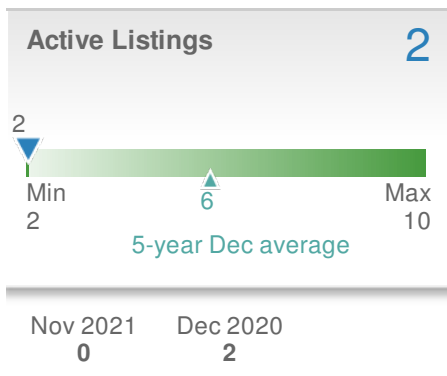 Active Listings 2
2
Min Max
6
2 10
5-year Dec average
Nov 2021 Dec 2020
0 2